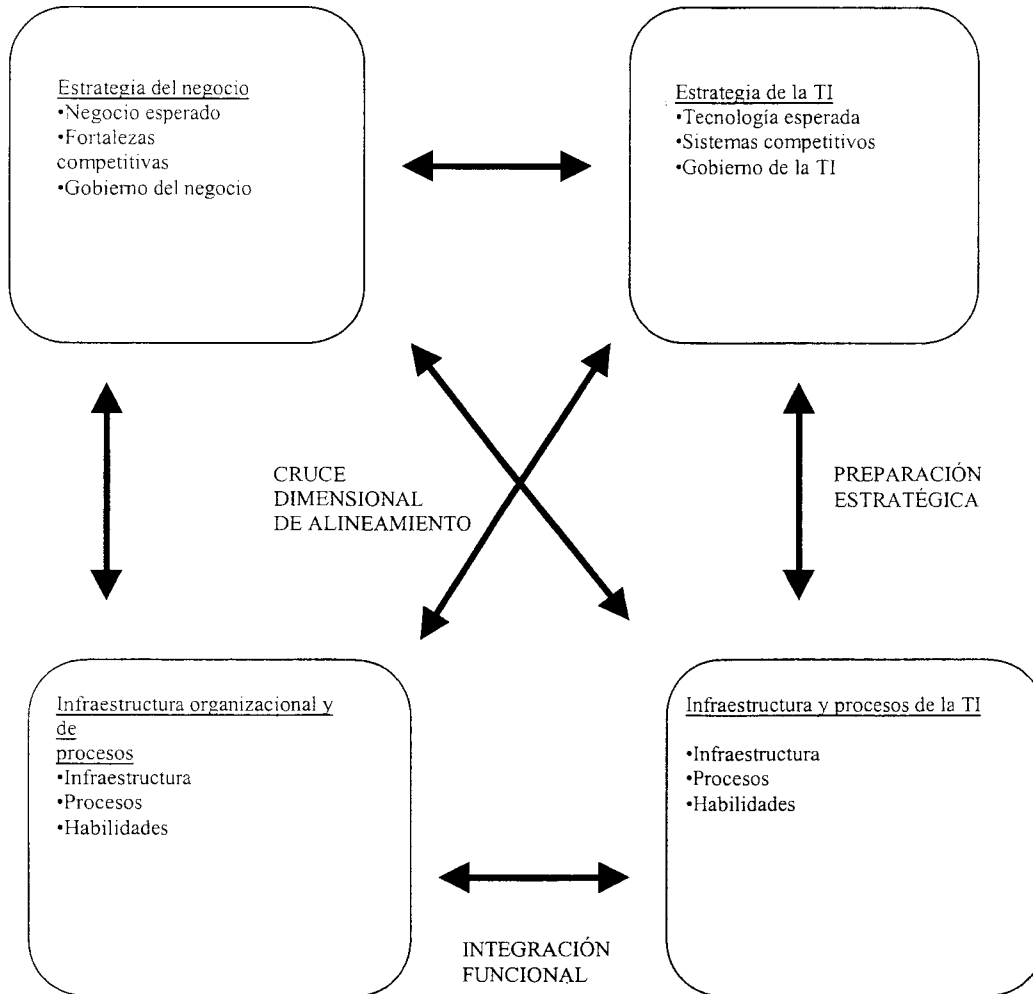 Estrategia del negocio
•Negocio esperado
•Fortalezas
competitivas
•Gobierno del negocio
Estrategia de la TI
•Tecnología esperada
•Sistemas competitivos
•Gobierno de la TI
CRUCE
DIMENSIONAL
DE ALINEAMIENTO
PREPARACIÓN
ESTRATÉGICA
Infraestructura organizacional y
de
procesos
•Infraestructura
•Procesos
•Habilidades
Infraestructura y procesos de la TI
•Infraestructura
•Procesos
•Habilidades
INTEGRACIÓN
FUNCIONAL